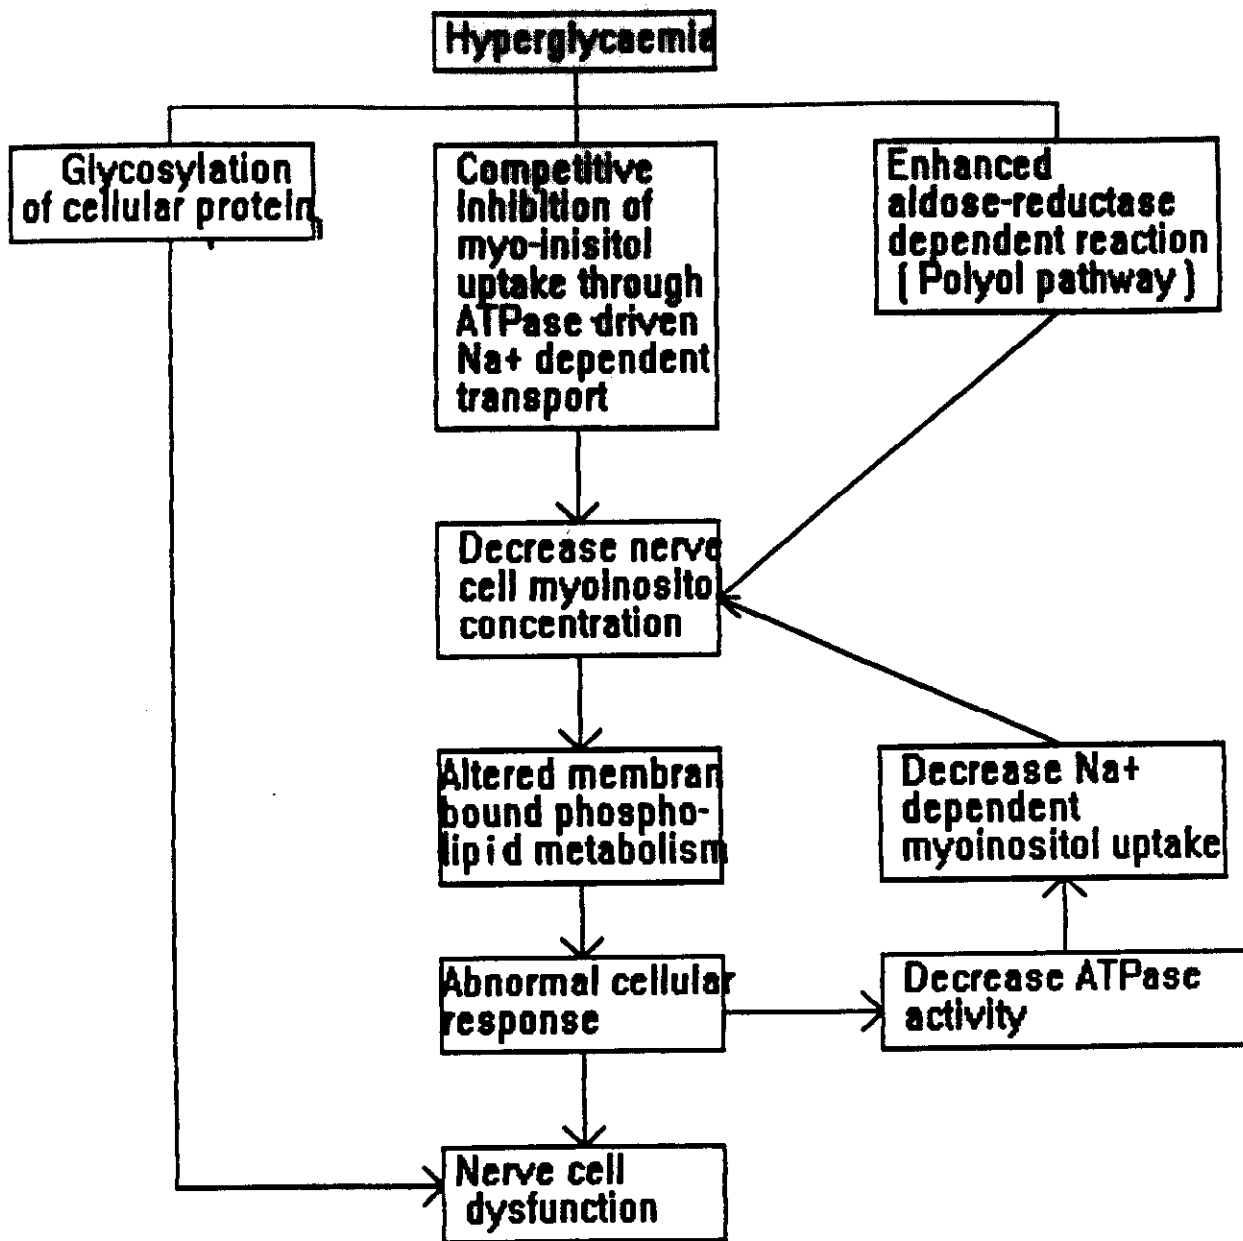 Hyperglycaemia
Glycosylation
of cellular protein
Competitive
Inhibition of
myo-inisitol
uptake through
ATPase driven
Na+ dependent
transport
Enhanced
aldose-reductase
dependent reaction
( Polyol pathway )
Decrease nerve
cell myoinosito
concentration
Altered membran
bound phospho-
lipid metabolism
Abnormal cellular
response
Decrease Na+
dependent
myoinositol uptake
Decrease ATPase
activity
Nerve cell
dysfunction